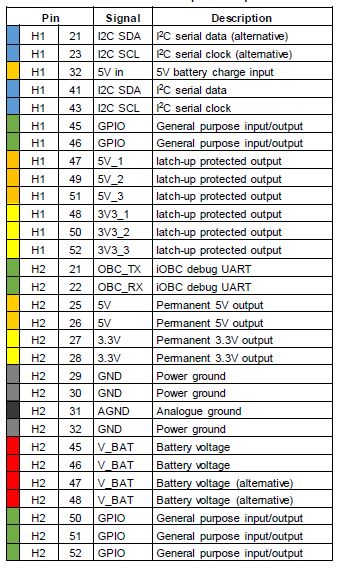 Pin Signal Description
H1 21 I2C SDA I²C serial data (alternative)
H1 23 I2C SCL I²C serial clock (alternative)
H1 32 5V in 5V battery charge input
H1 41 I2C SDA I²C serial data
H1 43 I2C SCL I²C serial clock
H1 45 GPIO General purpose input/output
H1 46 GPIO General purpose input/output
H1 47 5V_1 latch-up protected output
H1 49 5V_2 latch-up protected output
H1 51 5V_3 latch-up protected output
H1 48 3V3_1 latch-up protected output
H1 50 3V3_2 latch-up protected output
H1 52 3V3_3 latch-up protected output
H2 21 OBC_TX iOBC debug UART
H2 22 OBC_RX iOBC debug UART
H2 25 5V Permanent 5V output
H2 26 5V Permanent 5V output
H2 27 3.3V Permanent 3.3V output
H2 28 3.3V Permanent 3.3V output
H2 29 GND Power ground
H2 30 GND Power ground
H2 31 AGND Analogue ground
H2 32 GND Power ground
H2 45 V_BAT Battery voltage
H2 46 V_BAT Battery voltage
H2 47 V_BAT Battery voltage (alternative)
H2 48 V_BAT Battery voltage (alternative)
H2 50 GPIO General purpose input/output
H2 51 GPIO General purpose input/output
H2 52 GPIO General purpose input/output